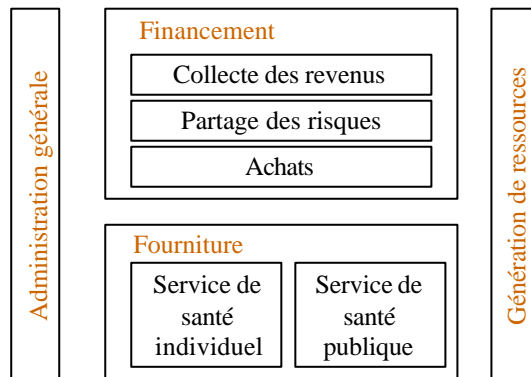 Administration générale
Financement
Collecte des revenus
Partage des risques
Achats
Fourniture
Service de
santé
individuel
Service de
santé
publique
Génération de ressources